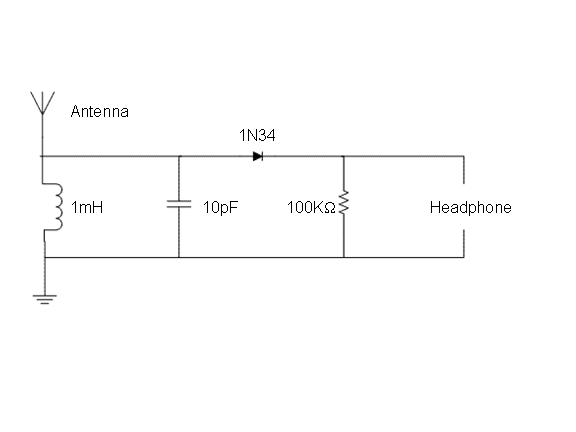 Antenna
1N34
1mH
10pF
100KΩ
Headphone